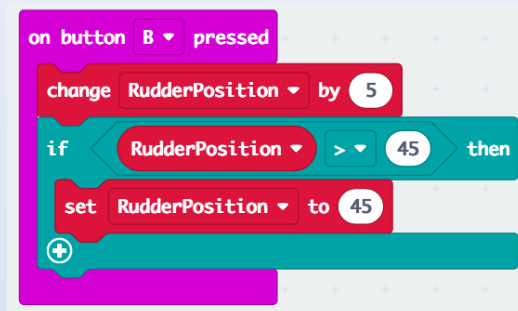 on button B pressed
change RudderPosition by 5
if RudderPosition > 45 then
set RudderPosition to 45